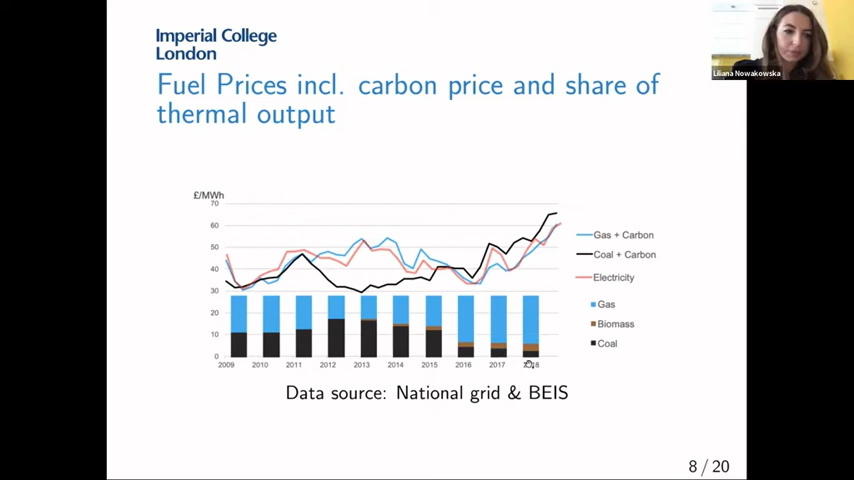 Imperial College
London
Fuel Prices incl. carbon price and share of
thermal output
£/MWh
70
60
50
40
30
20
10
0
2009 2010 2011 2012 2013 2014 2015 2016 2017 2018
Gas + Carbon
Coal + Carbon
Electricity
Gas
Biomass
Coal
Data source: National grid & BEIS
8 / 20
Liliana Nowakowska